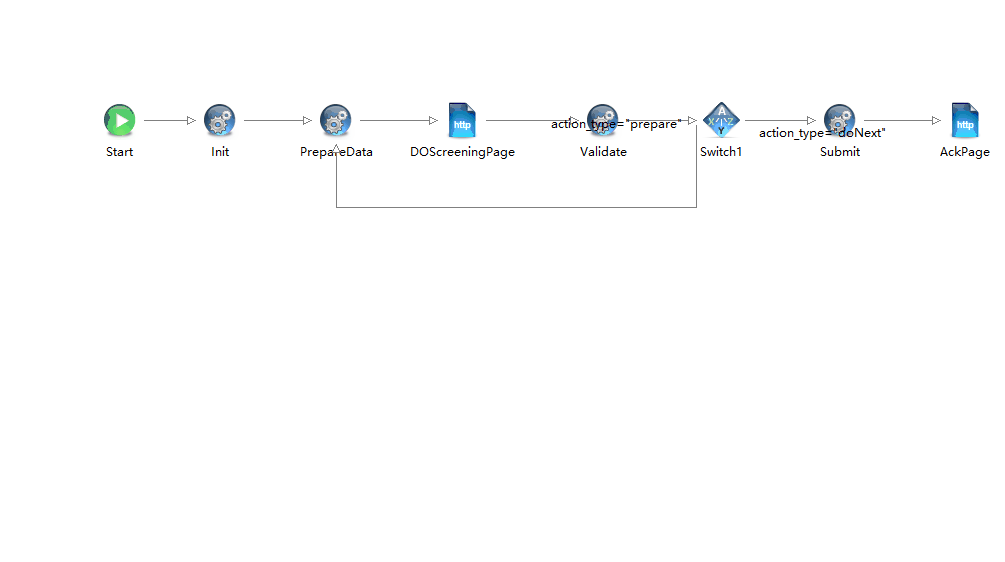 http
http
A
X Z
Y
action_type="prepare"
action_type="doNext"
Start
Init
PrepareData
DOScreeningPage
Validate
Switch1
Submit
AckPage